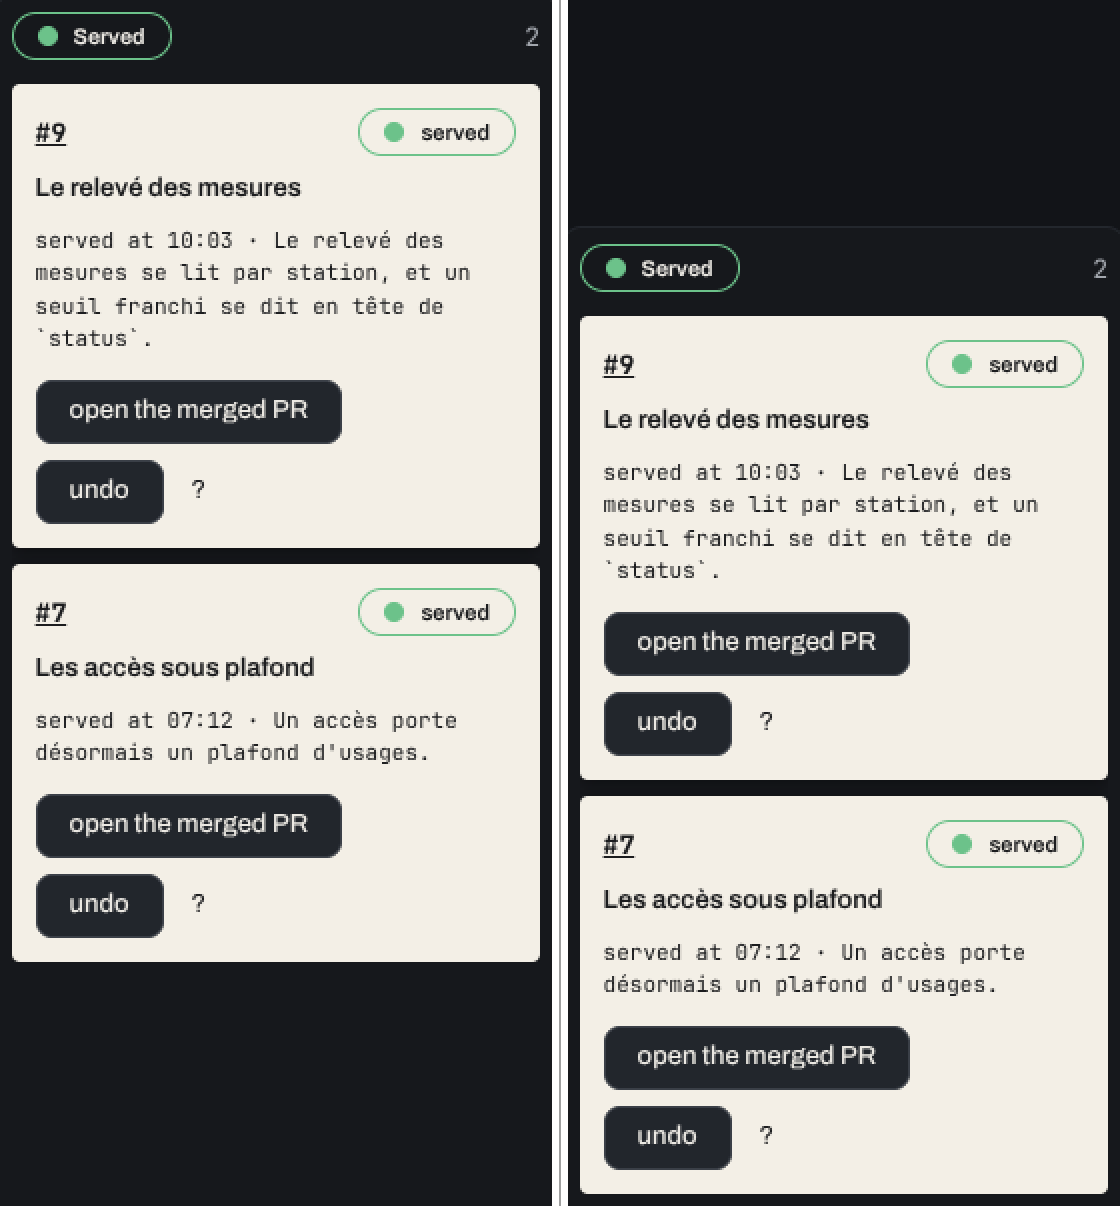 Served
2
#9
served
Le relevé des mesures
served at 10:03 · Le relevé des
mesures se lit par station, et un
seuil franchi se dit en tête de
`status`.
open the merged PR
undo
?
#7
served
Les accès sous plafond
served at 07:12 · Un accès porte
désormais un plafond d'usages.
open the merged PR
undo
?
Served
2
#9
served
Le relevé des mesures
served at 10:03 · Le relevé des
mesures se lit par station, et un
seuil franchi se dit en tête de
`status`.
open the merged PR
undo
?
#7
served
Les accès sous plafond
served at 07:12 · Un accès porte
désormais un plafond d'usages.
open the merged PR
undo
?